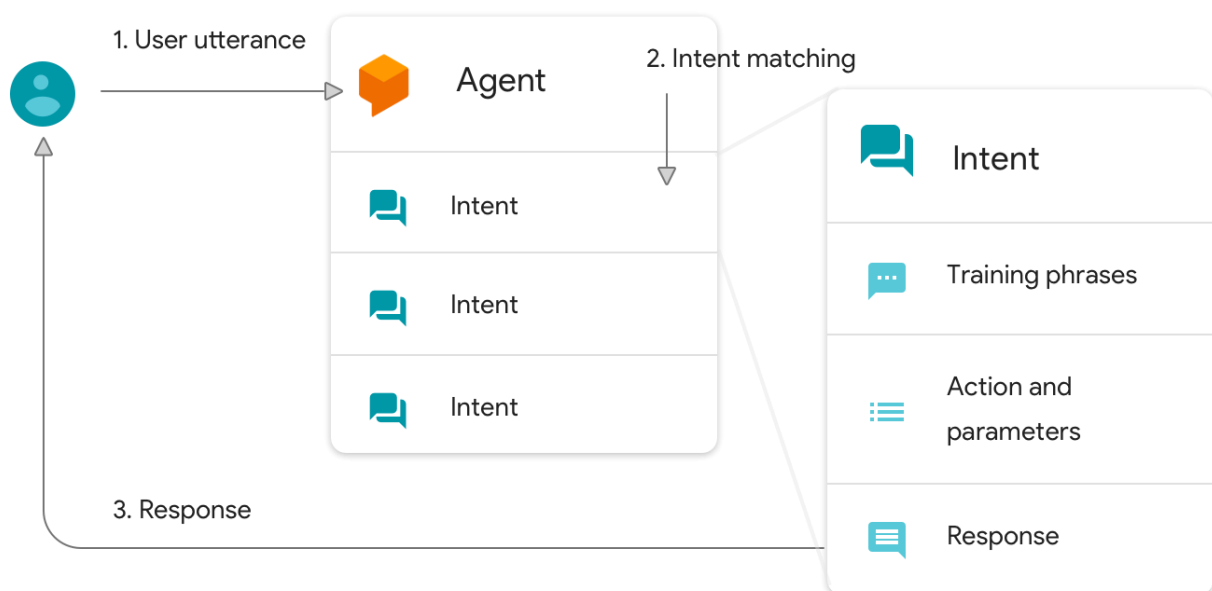 1. User utterance
Agent
2. Intent matching
Intent
Intent
Intent
Intent
Training phrases
Action and
parameters
Response
3. Response